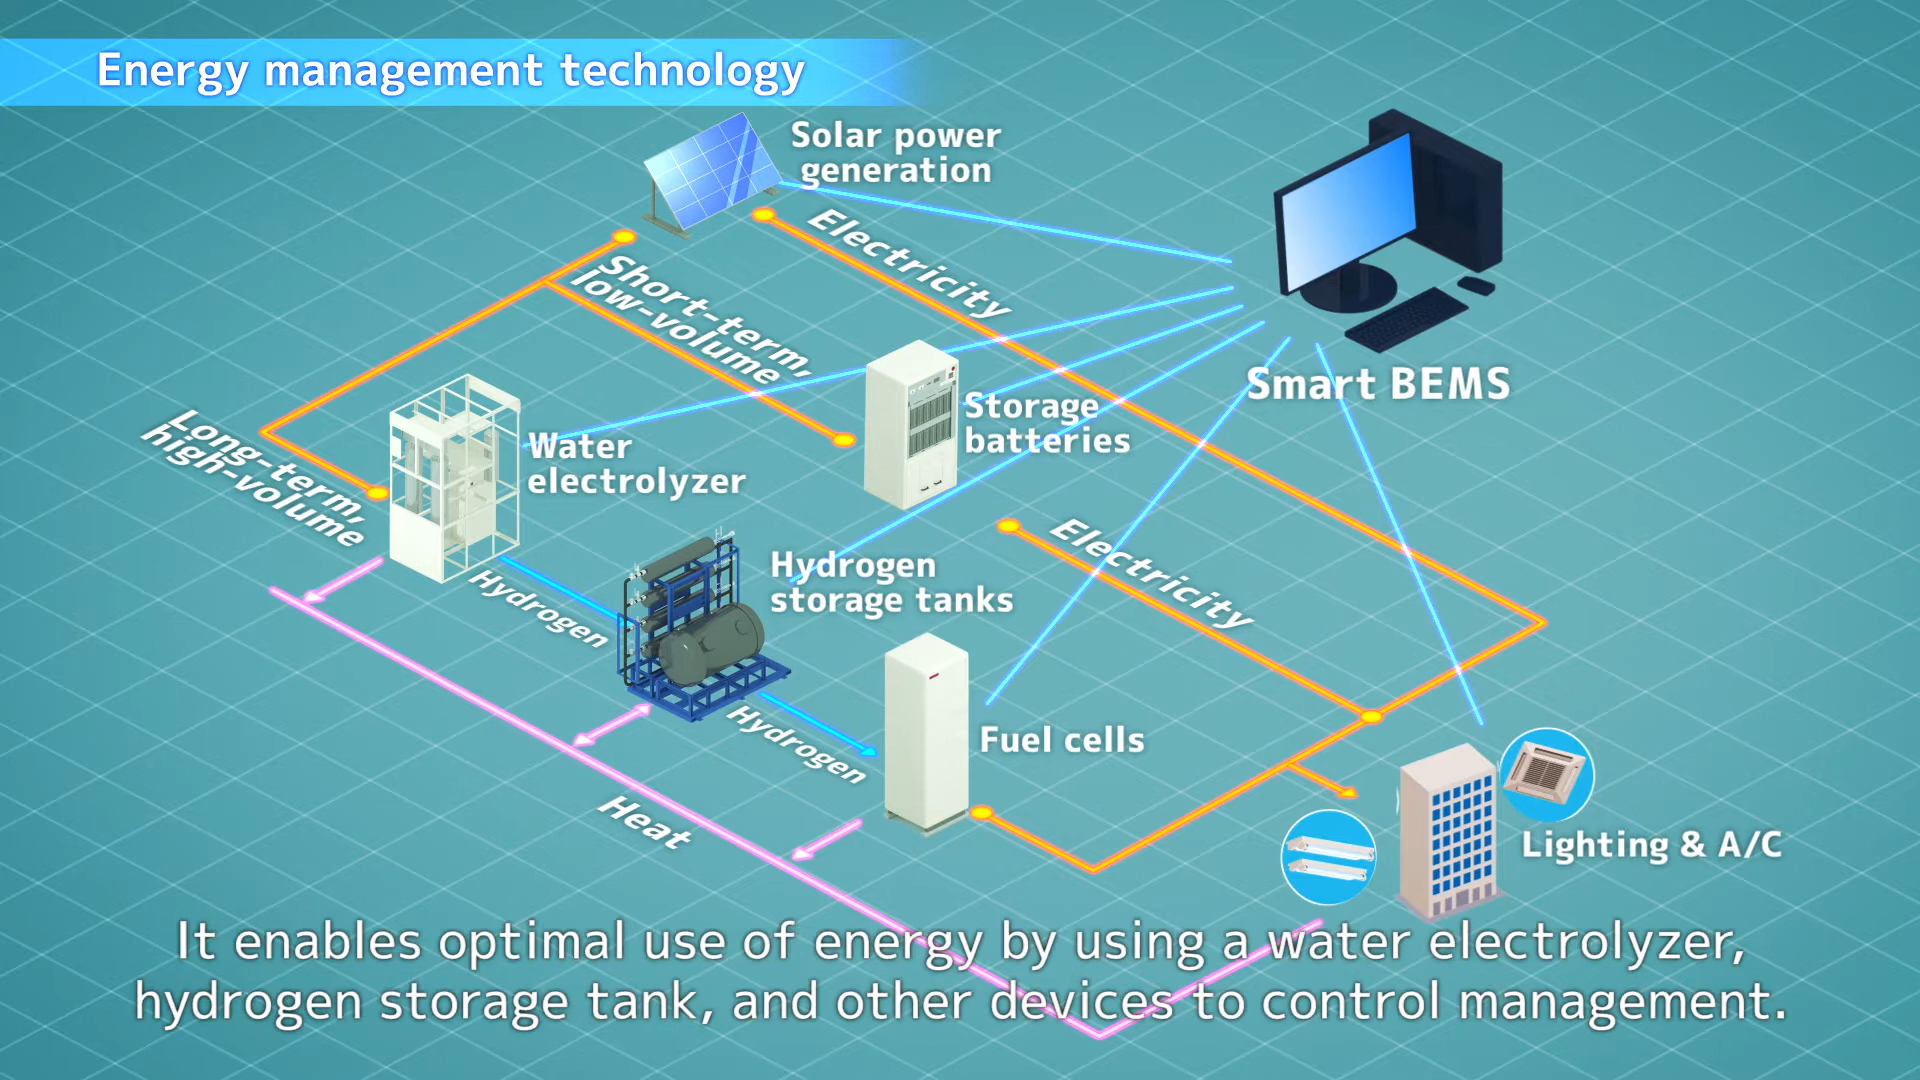 Energy management technology
Solar power
generation
Electricity
Short-term,
low-volume
Smart BEMS
Storage
batteries
Long-term,
high-volume
Water
electrolyzer
Electricity
Hydrogen
Hydrogen
storage tanks
Hydrogen
Fuel cells
Heat
Lighting & A/C
It enables optimal use of energy by using a water electrolyzer,
hydrogen storage tank, and other devices to control management.